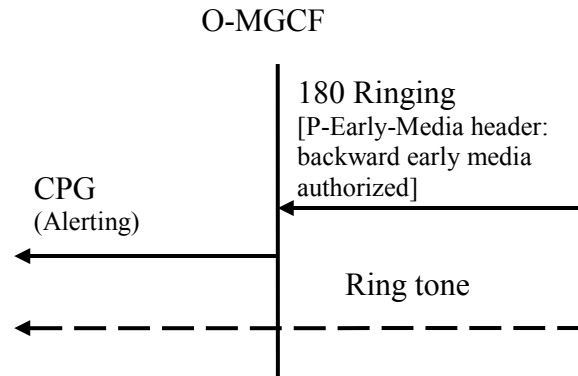 O-MGCF
180 Ringing
[P-Early-Media header:
backward early media
authorized]
CPG
(Alerting)
Ring tone